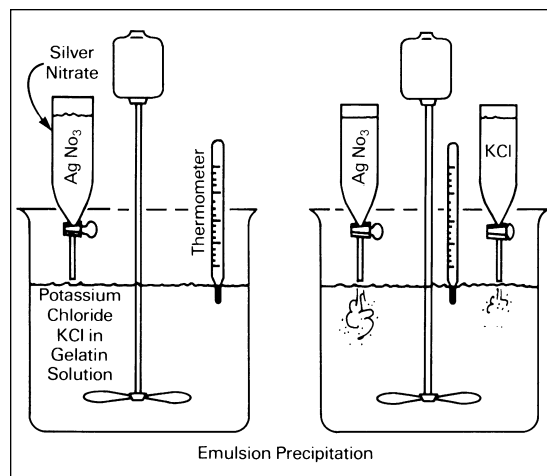 Silver
Nitrate
Ag No3
Thermometer
Potassium
Chloride
KCl in
Gelatin
Solution
Ag No3
KCl
Emulsion Precipitation